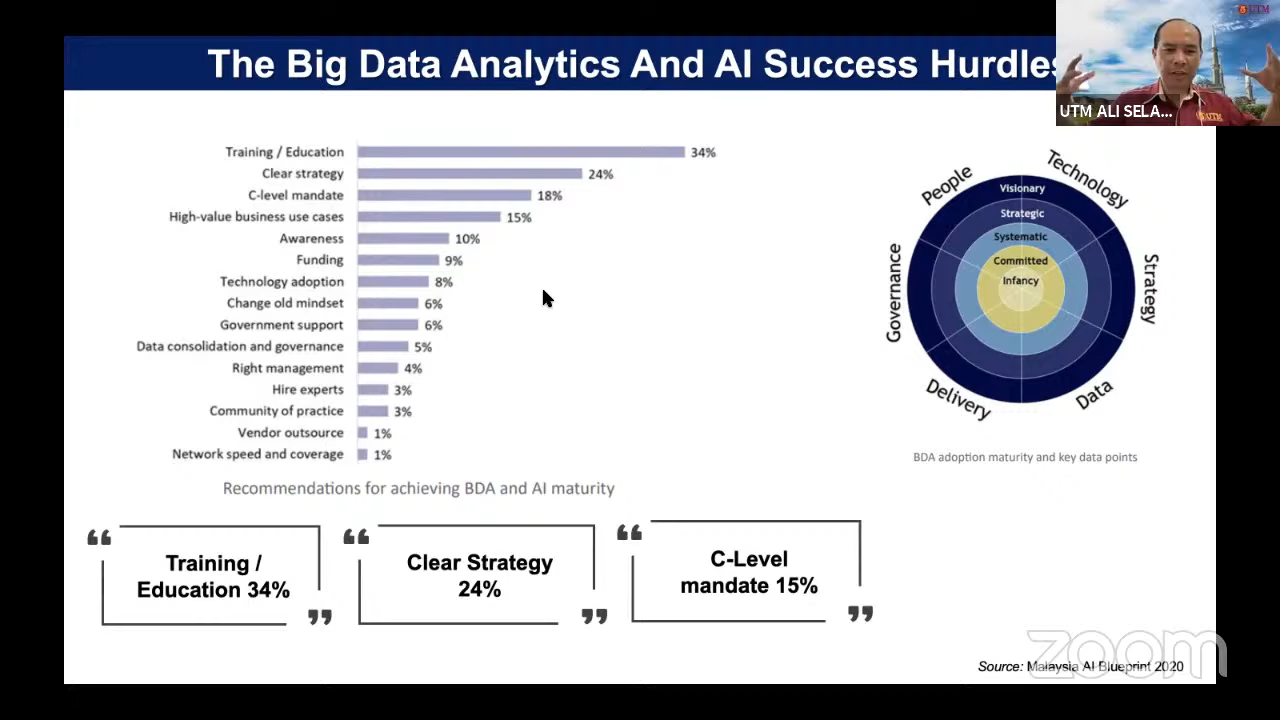 The Big Data Analytics And AI Success Hurdles
UTM
UTM ALI SELA...
Training / Education 34%
Clear strategy 24%
C-level mandate 18%
High-value business use cases 15%
Awareness 10%
Funding 9%
Technology adoption 8%
Change old mindset 6%
Government support 6%
Data consolidation and governance 5%
Right management 4%
Hire experts 3%
Community of practice 3%
Vendor outsource 1%
Network speed and coverage 1%
Recommendations for achieving BDA and AI maturity
People
Technology
Strategy
Data
Delivery
Governance
Visionary
Strategic
Systematic
Committed
Infancy
BDA adoption maturity and key data points
“ Training /
Education 34% ”
“ Clear Strategy
24% ”
“ C-Level
mandate 15% ”
zoom
Source: Malaysia AI Blueprint 2020